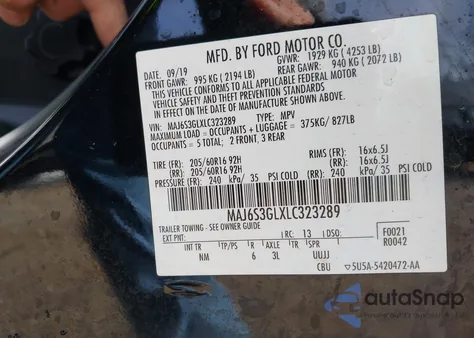 MFD. BY FORD MOTOR CO.
09/19 GVWR: 1929 KG ( 4253 LB)
FRONT GAWR: 995 KG ( 2194 LB) REAR GAWR: 940 KG ( 2072 LB)
THIS VEHICLE CONFORMS TO ALL APPLICABLE FEDERAL MOTOR
VEHICLE SAFETY AND THEFT PREVENTION STANDARDS
IN EFFECT ON THE DATE OF MANUFACTURE SHOWN ABOVE.
VIN: MAJ6S3GLXLC323289 TYPE: MPV
MAXIMUM LOAD = OCCUPANTS + LUGGAGE = 375KG/ 827LB
OCCUPANTS = 5 TOTAL: 2 FRONT, 3 REAR
TIRE (FR): 205/60R16 92H RIMS (FR): 16x6.5J
(RR): 205/60R16 92H (RR): 16x6.5J
PRESSURE (FR): 240 kPa/ 35 PSI COLD (RR): 240 kPa/ 35 PSI COLD
MAJ6S3GLXLC323289
TRAILER TOWING - SEE OWNER GUIDE
EXT PNT: RC: 13 DSO: F0021
R0042
INT TR TP/PS R AXLE TR SPR
NM 6 3L UUJJ
CBU 5U5A-5420472-AA
autoSnap